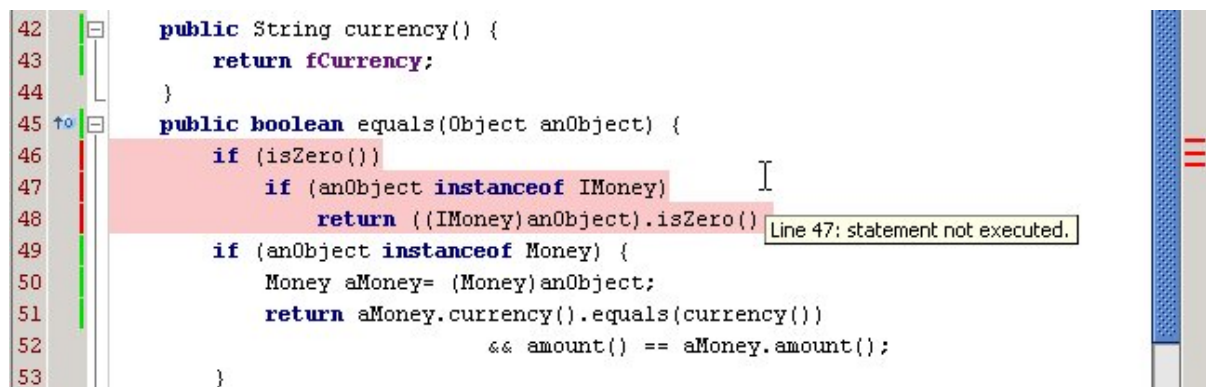 42 public String currency() {
43 return fCurrency;
44 }
45 public boolean equals(Object anObject) {
46 if (isZero())
47 if (anObject instanceof IMoney)
48 return ((IMoney)anObject).isZero()
Line 47: statement not executed.
49 if (anObject instanceof Money) {
50 Money aMoney= (Money)anObject;
51 return aMoney.currency().equals(currency())
52 && amount() == aMoney.amount();
53 }